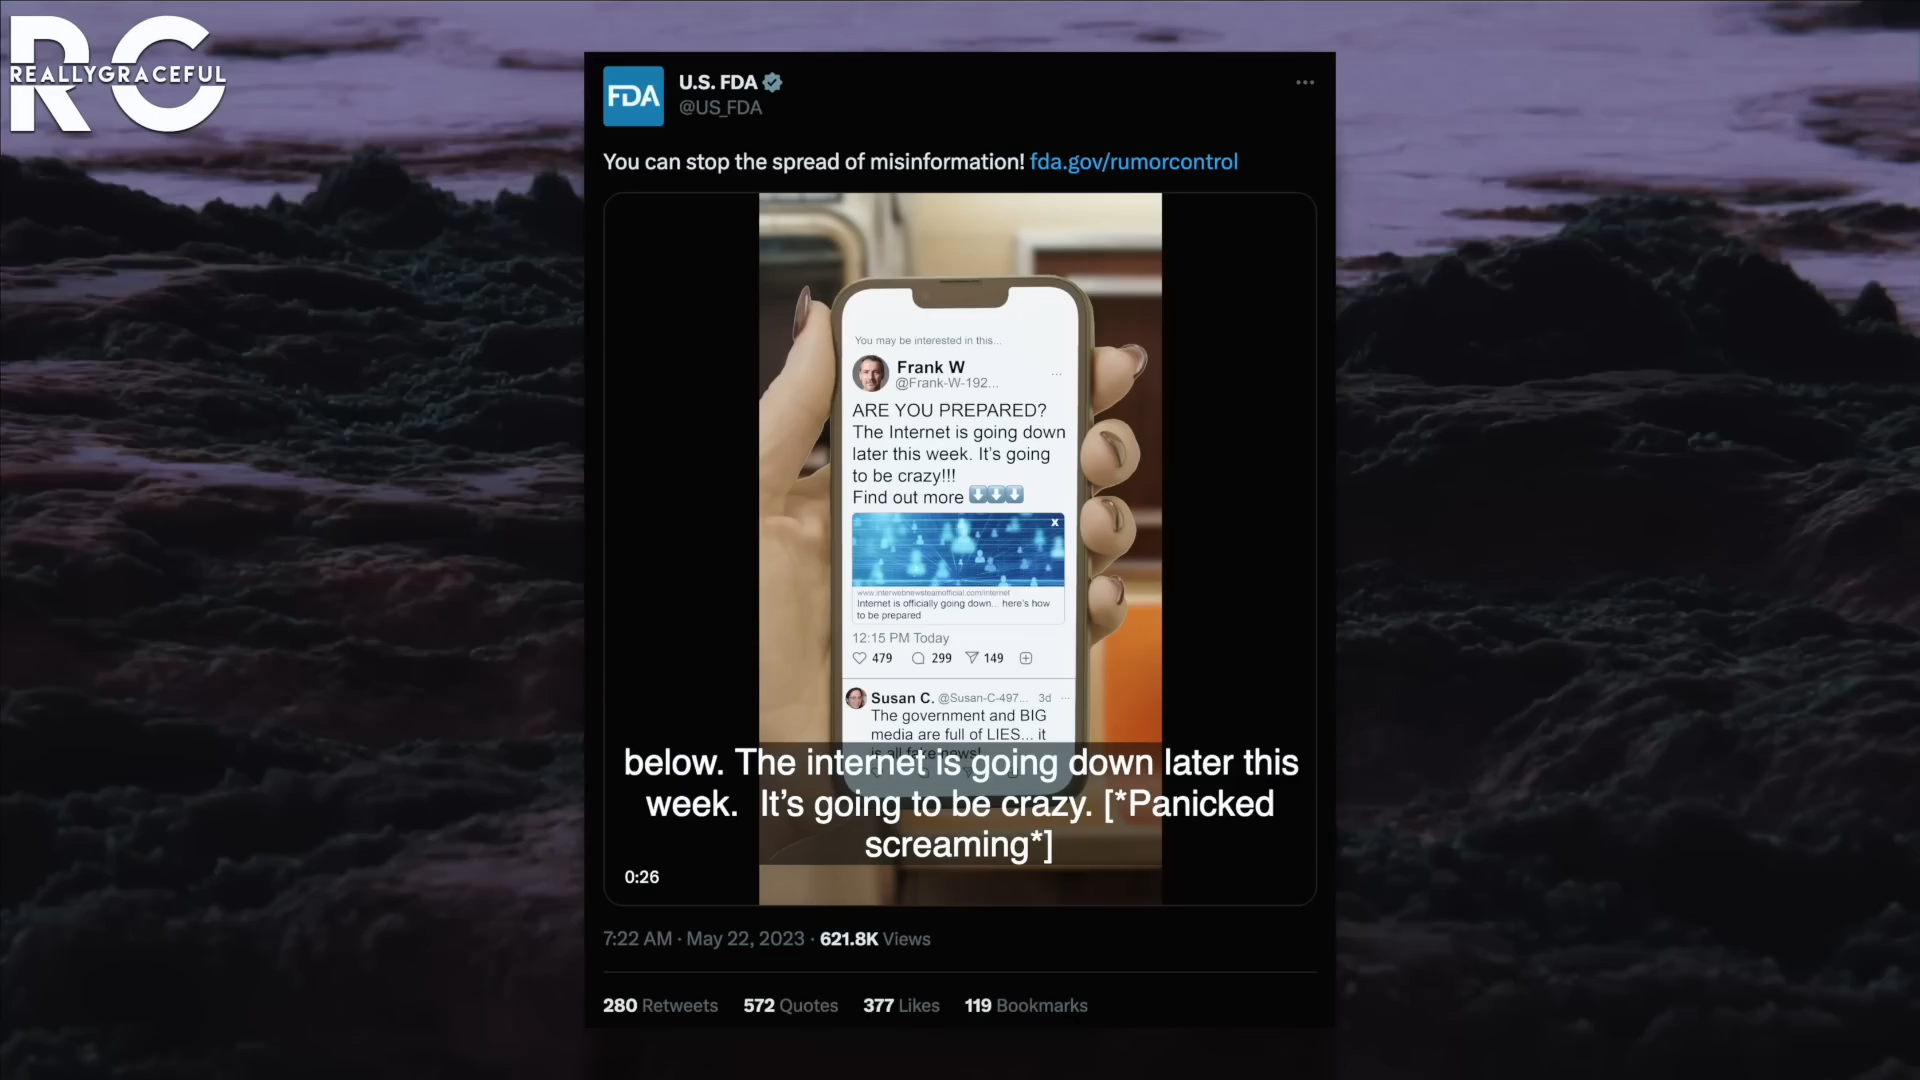 RG
REALLYGRACEFUL
FDA
U.S. FDA
@US_FDA
You can stop the spread of misinformation! fda.gov/rumorcontrol
You may be interested in this...
Frank W
@Frank-W-192...
ARE YOU PREPARED?
The Internet is going down
later this week. It's going
to be crazy!!!
Find out more
x
www.interwebnewsteamofficial.com/internet
Internet is officially going down... here's how
to be prepared
12:15 PM Today
479 299 149
Susan C. @Susan-C-497... 3d
The government and BIG
media are full of LIES... it
is all fake news!
below. The internet is going down later this
week. It's going to be crazy. [*Panicked
screaming*]
0:26
7:22 AM · May 22, 2023 · 621.8K Views
280 Retweets 572 Quotes 377 Likes 119 Bookmarks